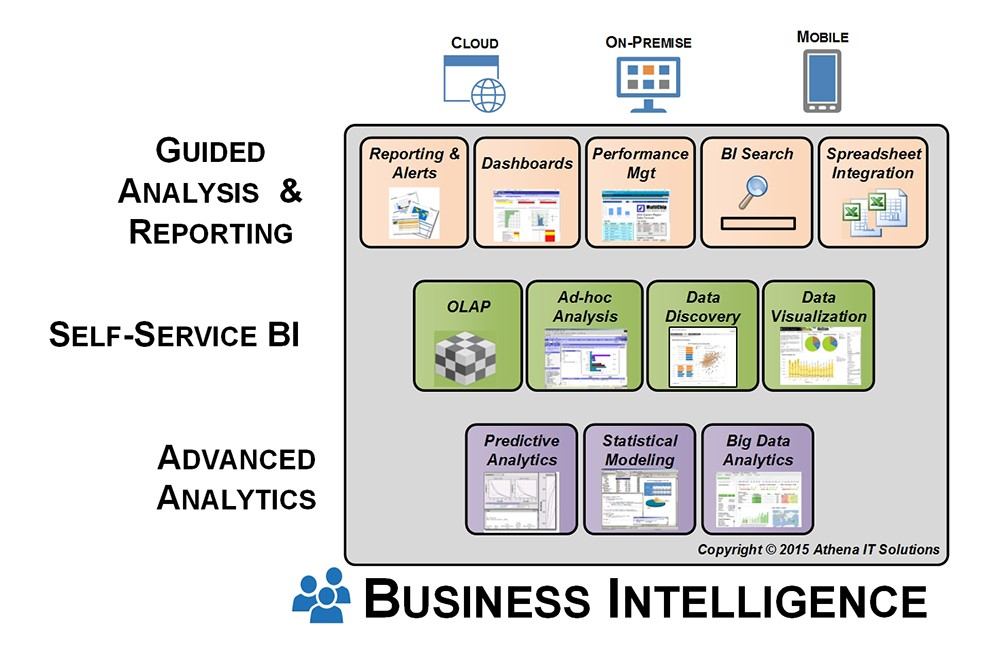 CLOUD
ON-PREMISE
MOBILE
GUIDED
ANALYSIS &
REPORTING
Reporting &
Alerts
Dashboards
Performance
Mgt
MultiChip
BI Search
Spreadsheet
Integration
SELF-SERVICE BI
OLAP
Ad-hoc
Analysis
Data
Discovery
Data
Visualization
ADVANCED
ANALYTICS
Predictive
Analytics
Statistical
Modeling
Big Data
Analytics
Copyright © 2015 Athena IT Solutions
BUSINESS INTELLIGENCE